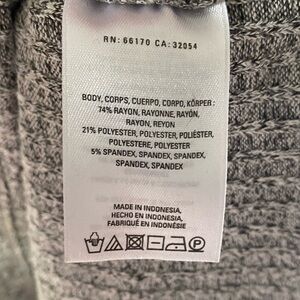 RN: 66170 CA: 32054
BODY, CORPS, CUERPO, CORPO, KÖRPER:
74% RAYON, RAYONNE, RAYÓN,
RAYON, REYON
21% POLYESTER, POLYESTER, POLIÉSTER,
POLYESTERE, POLYESTER
5% SPANDEX, SPANDEX, SPANDEX,
SPANDEX, SPANDEX
MADE IN INDONESIA,
HECHO EN INDONESIA,
FABRIQUÉ EN INDONESIA